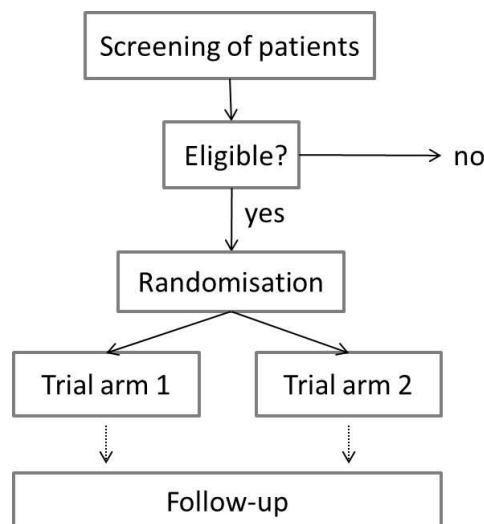 Screening of patients
Eligible?
no
yes
Randomisation
Trial arm 1
Trial arm 2
Follow-up